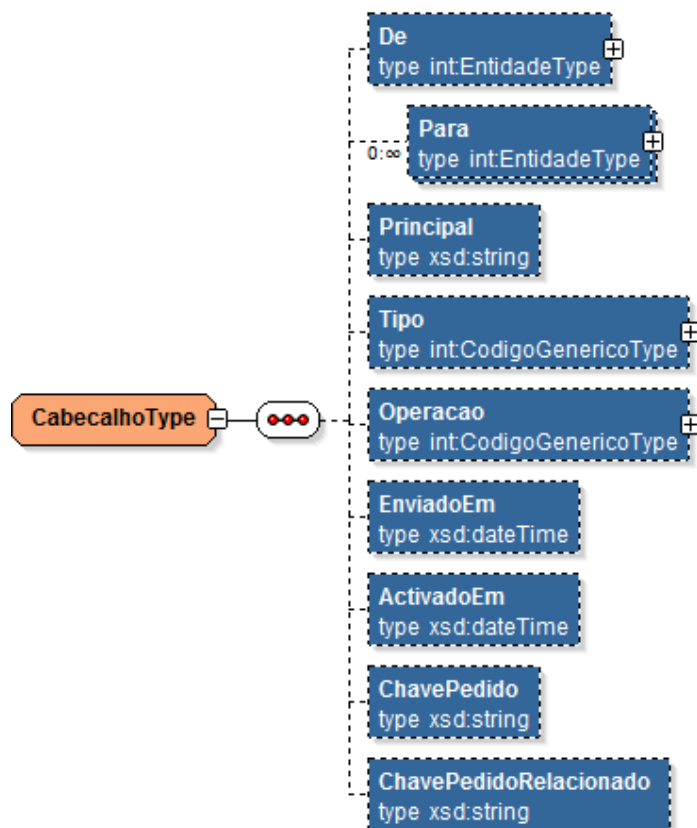 De
type int:EntidadeType
Para
0:∞
type int:EntidadeType
Principal
type xsd:string
Tipo
type int:CodigoGenericoType
CabecalhoType
Operacao
type int:CodigoGenericoType
EnviadoEm
type xsd:dateTime
ActivadoEm
type xsd:dateTime
ChavePedido
type xsd:string
ChavePedidoRelacionado
type xsd:string